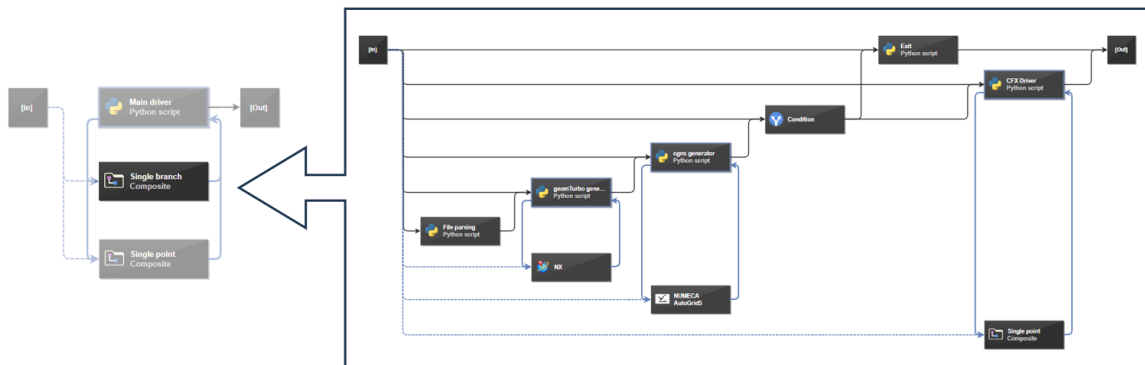 [In]
Main driver
Python script
[Out]
Single branch
Composite
Single point
Composite
[In]
Exit
Python script
[Out]
CFX Driver
Python script
Condition
cgns generator
Python script
geomTurbo gene...
Python script
File parsing
Python script
NX
NUMECA
AutoGrid5
Single point
Composite